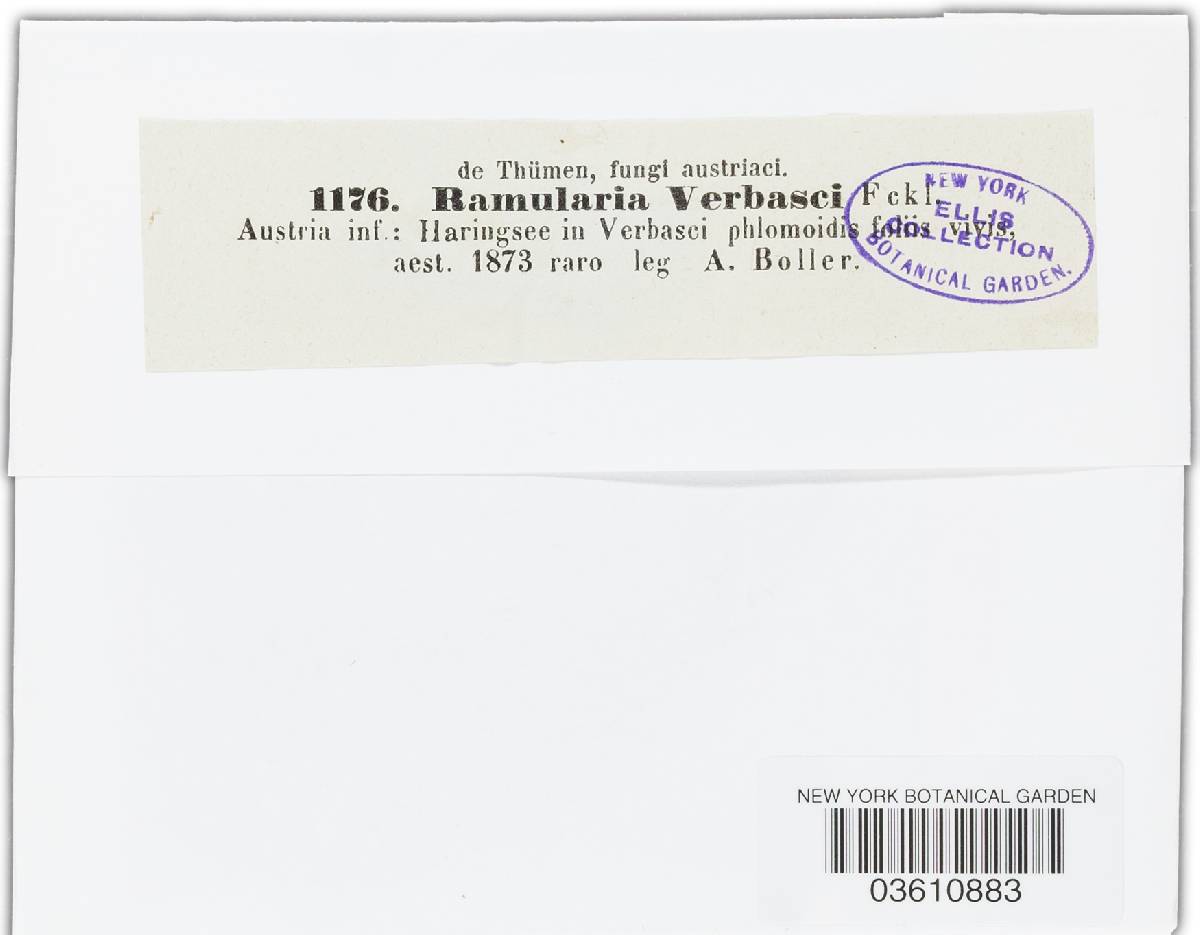 de Thümen, fungi austriaci.
1176. Ramularia Verbasci Fckl.
Austria inf.: Haringsee in Verbasci phlomoidis foliis vivis,
aest. 1873 raro leg A. Boller.
NEW YORK
ELLIS
COLLECTION
BOTANICAL GARDEN.
NEW YORK BOTANICAL GARDEN
03610883